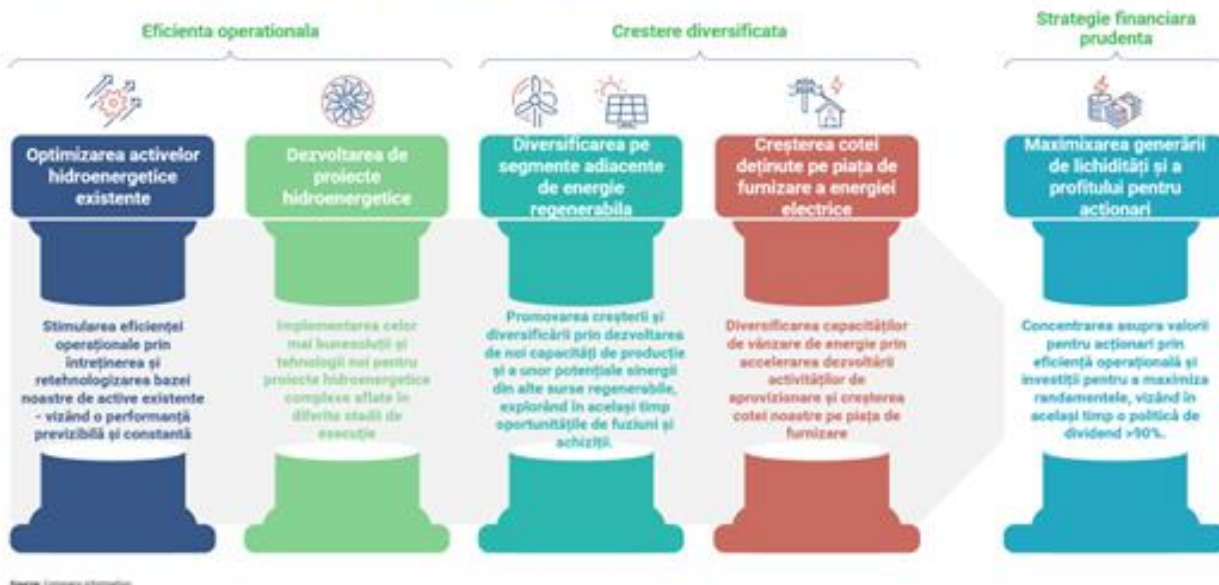 Eficienta operationala
Crestere diversificata
Strategie financiara
prudenta
Optimizarea activelor
hidroenergetice
existente
Dezvoltarea de
proiecte
hidroenergetice
Diversificarea pe
segmente adiacente
de energie
regenerabila
Creșterea cotei
deținute pe piața de
furnizare a energiei
electrice
Maximixarea generării
de lichidități și a
profitului pentru
acționari
Stimularea eficienței
operaționale prin
întreținerea și
retehnologizarea bazei
noastre de active existente
- vizând o performanță
previzibilă și constantă
Implementarea celor
mai bune soluții și
tehnologii noi pentru
proiecte hidroenergetice
complexe aflate în
diferite stadii de
execuție
Promovarea creșterii și
diversificării prin dezvoltarea
de noi capacități de producție
și a unor potențiale sinergii
din alte surse regenerabile,
explorând în același timp
oportunitățile de fuziuni și
achiziții.
Diversificarea capacităților
de vânzare de energie prin
accelerarea dezvoltării
activităților de
aprovizionare și creșterea
cotei noastre pe piața de
furnizare
Concentrarea asupra valorii
pentru acționari prin
eficiență operațională și
investiții pentru a maximiza
randamentele, vizând în
același timp o politică de
dividend >90%.
Source: Company information